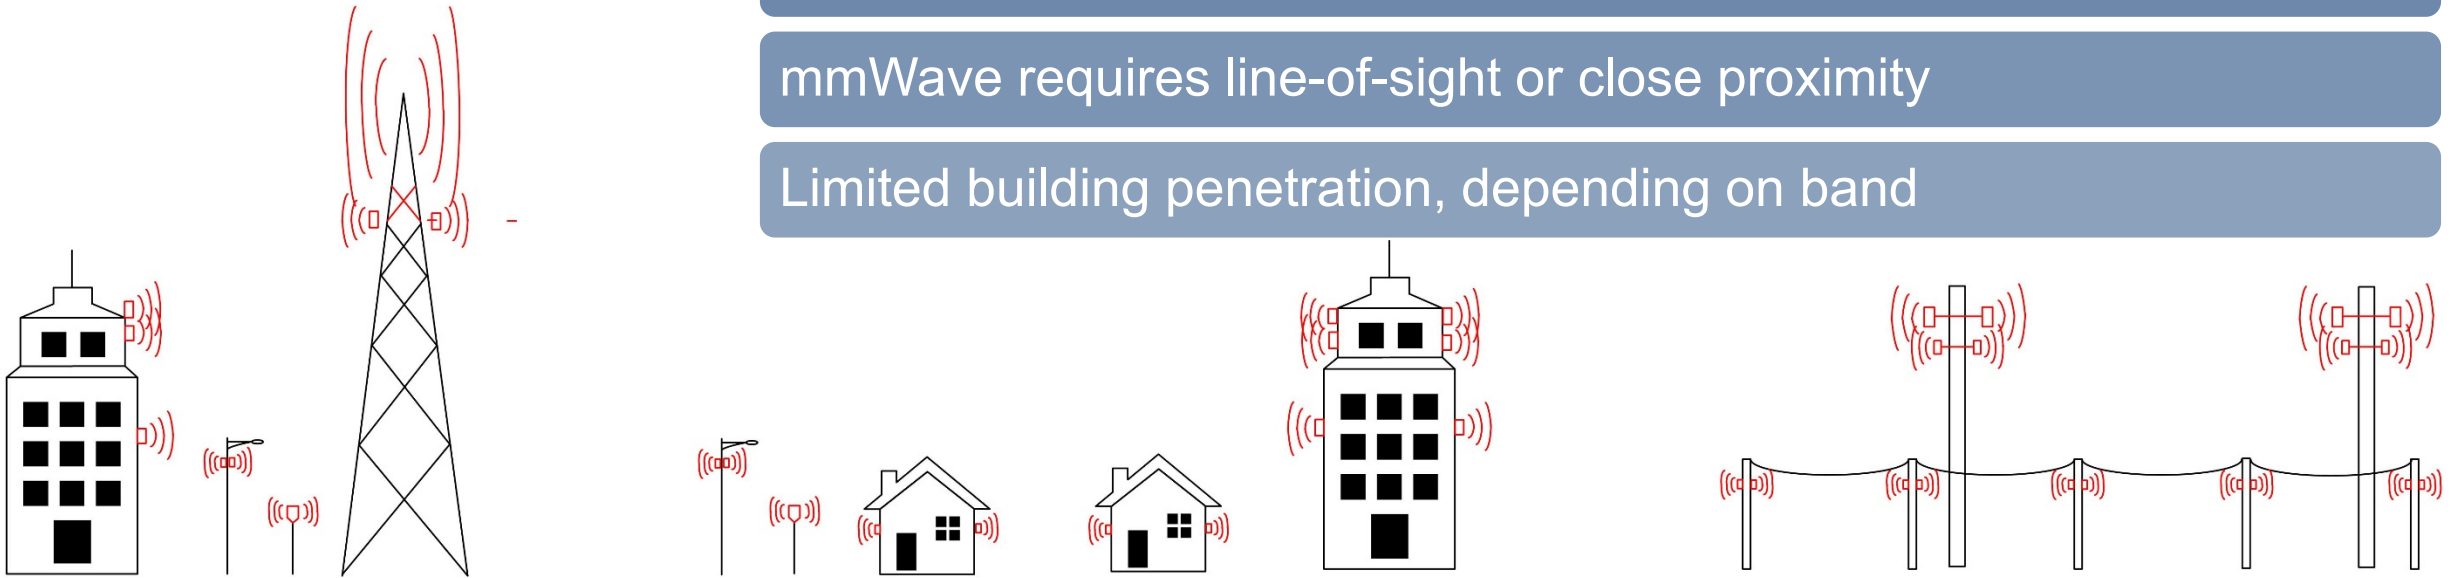 mmWave requires line-of-sight or close proximity
Limited building penetration, depending on band